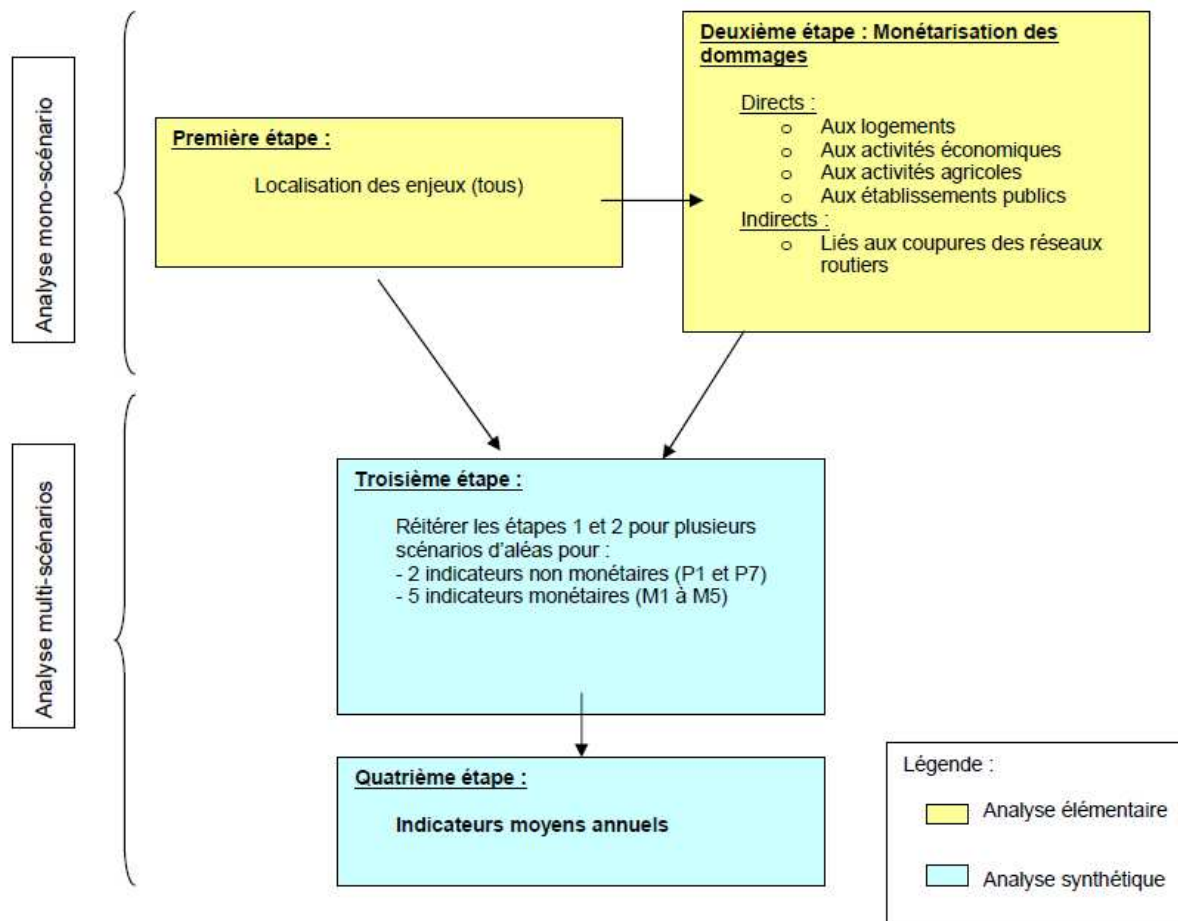 Analyse mono-scénario
Première étape :
Localisation des enjeux (tous)
Deuxième étape : Monétarisation des
dommages
Directs :
o Aux logements
o Aux activités économiques
o Aux activités agricoles
o Aux établissements publics
Indirects :
o Liés aux coupures des réseaux
routiers
Analyse multi-scénarios
Troisième étape :
Réitérer les étapes 1 et 2 pour plusieurs
scénarios d'aléas pour :
- 2 indicateurs non monétaires (P1 et P7)
- 5 indicateurs monétaires (M1 à M5)
Quatrième étape :
Indicateurs moyens annuels
Légende :
Analyse élémentaire
Analyse synthétique